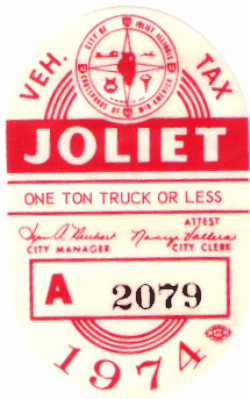 VEH. TAX
CITY OF JOLIET ILLINOIS
CROSSROADS OF MID AMERICA
JOLIET
ONE TON TRUCK OR LESS
ATTEST
CITY MANAGER CITY CLERK
A 2079
1974